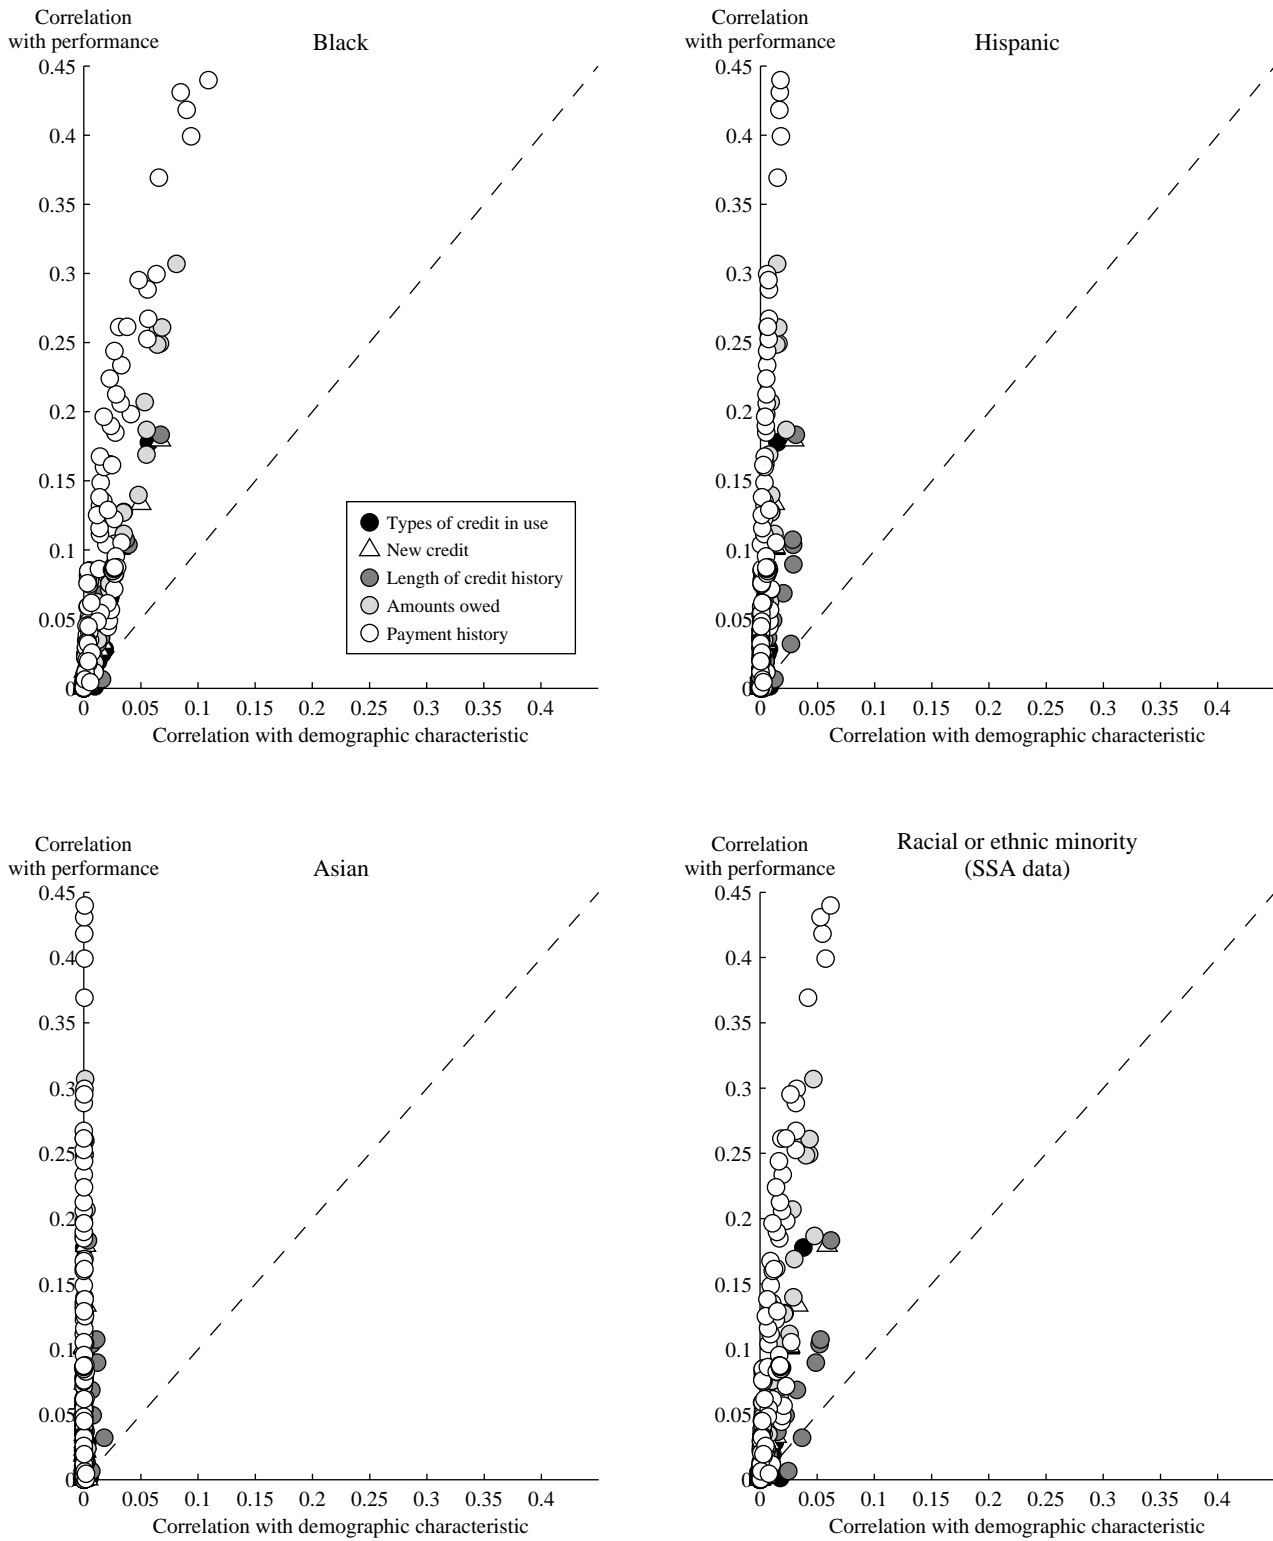 Correlation
with performance
Black
0.45
0.4
0.35
0.3
0.25
0.2
0.15
0.1
0.05
0
Types of credit in use
New credit
Length of credit history
Amounts owed
Payment history
0 0.05 0.1 0.15 0.2 0.25 0.3 0.35 0.4
Correlation with demographic characteristic
Correlation
with performance
Hispanic
0.45
0.4
0.35
0.3
0.25
0.2
0.15
0.1
0.05
0
0 0.05 0.1 0.15 0.2 0.25 0.3 0.35 0.4
Correlation with demographic characteristic
Correlation
with performance
Asian
0.45
0.4
0.35
0.3
0.25
0.2
0.15
0.1
0.05
0
0 0.05 0.1 0.15 0.2 0.25 0.3 0.35 0.4
Correlation with demographic characteristic
Correlation
with performance
Racial or ethnic minority
(SSA data)
0.45
0.4
0.35
0.3
0.25
0.2
0.15
0.1
0.05
0
0 0.05 0.1 0.15 0.2 0.25 0.3 0.35 0.4
Correlation with demographic characteristic